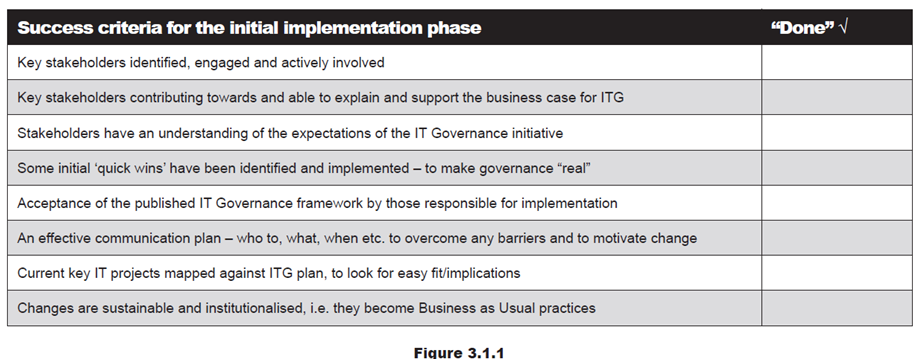 Success criteria for the initial implementation phase “Done” √
Key stakeholders identified, engaged and actively involved
Key stakeholders contributing towards and able to explain and support the business case for ITG
Stakeholders have an understanding of the expectations of the IT Governance initiative
Some initial ‘quick wins’ have been identified and implemented – to make governance “real”
Acceptance of the published IT Governance framework by those responsible for implementation
An effective communication plan – who to, what, when etc. to overcome any barriers and to motivate change
Current key IT projects mapped against ITG plan, to look for easy fit/implications
Changes are sustainable and institutionalised, i.e. they become Business as Usual practices
Figure 3.1.1